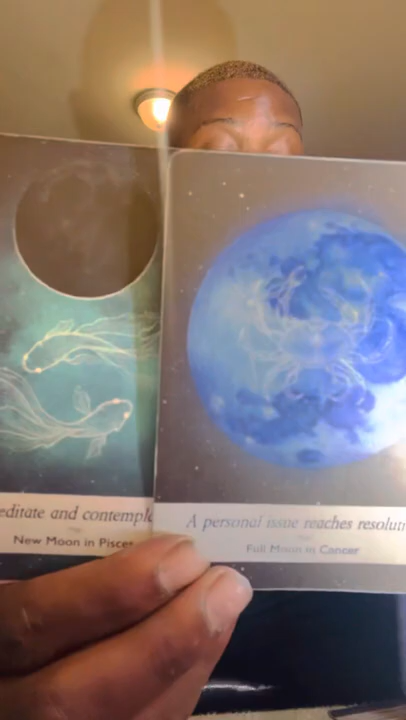 editate and contempl
New Moon in Pisces
A personal issue reaches resolut
Full Moon in Cancer